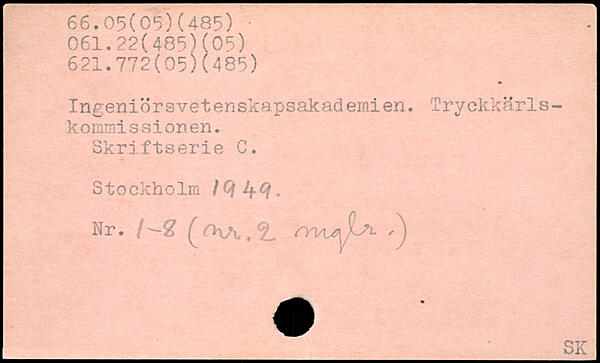 66.05(05)(485)
061.22(485)(05)
621.772(05)(485)
Ingeniörsvetenskapsakademien. Tryckkärls-
kommissionen.
Skriftserie C.
Stockholm 1949.
Nr. 1-8 (nr. 2 mglr.)
SK